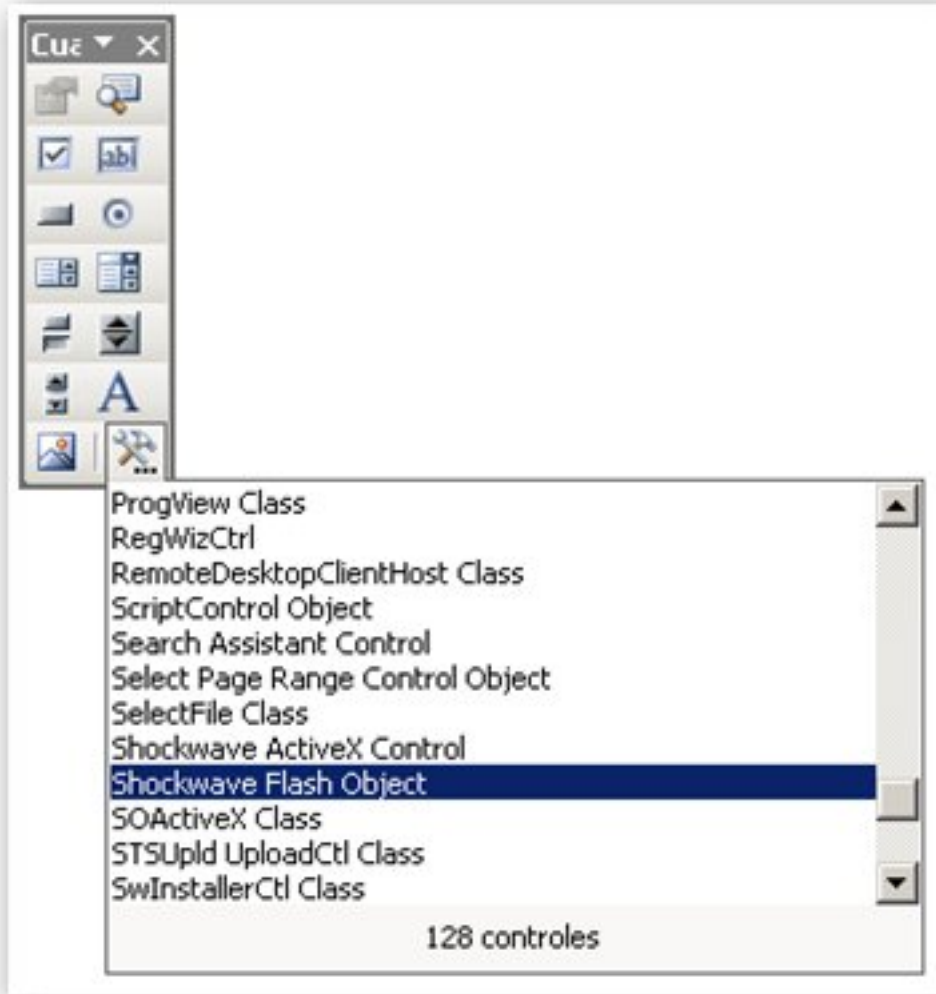 Cua
abl
A
ProgView Class
RegWizCtrl
RemoteDesktopClientHost Class
ScriptControl Object
Search Assistant Control
Select Page Range Control Object
SelectFile Class
Shockwave ActiveX Control
Shockwave Flash Object
SOActiveX Class
STSUpld UploadCtl Class
SwInstallerCtl Class
128 controles